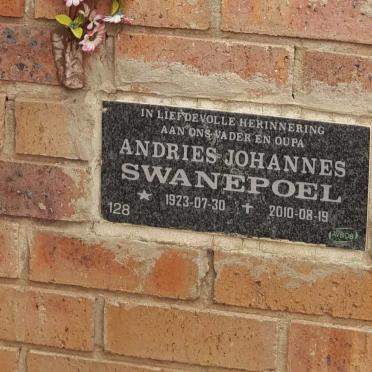 IN LIEFDEVOLLE HERINNERING
AAN ONS VADER EN OUPA
ANDRIES JOHANNES
SWANEPOEL
1923-07-30 2010-08-19
128